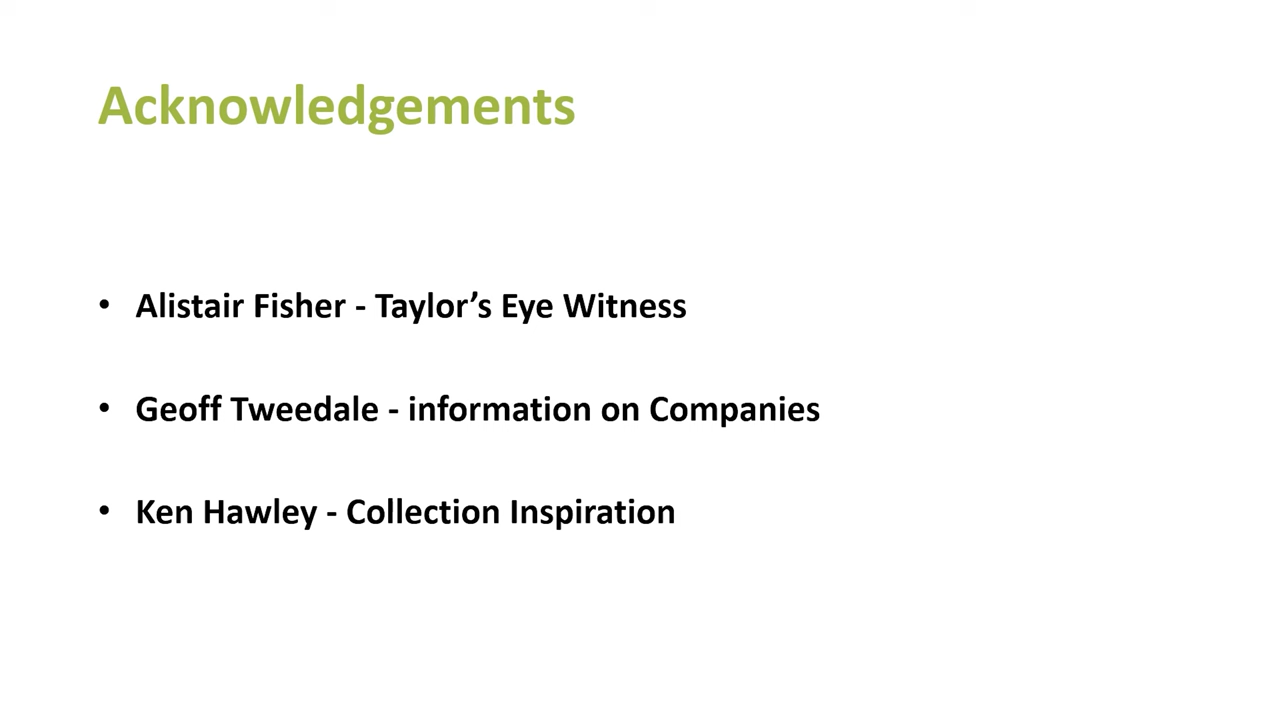 Acknowledgements
• Alistair Fisher - Taylor’s Eye Witness
• Geoff Tweedale - information on Companies
• Ken Hawley - Collection Inspiration